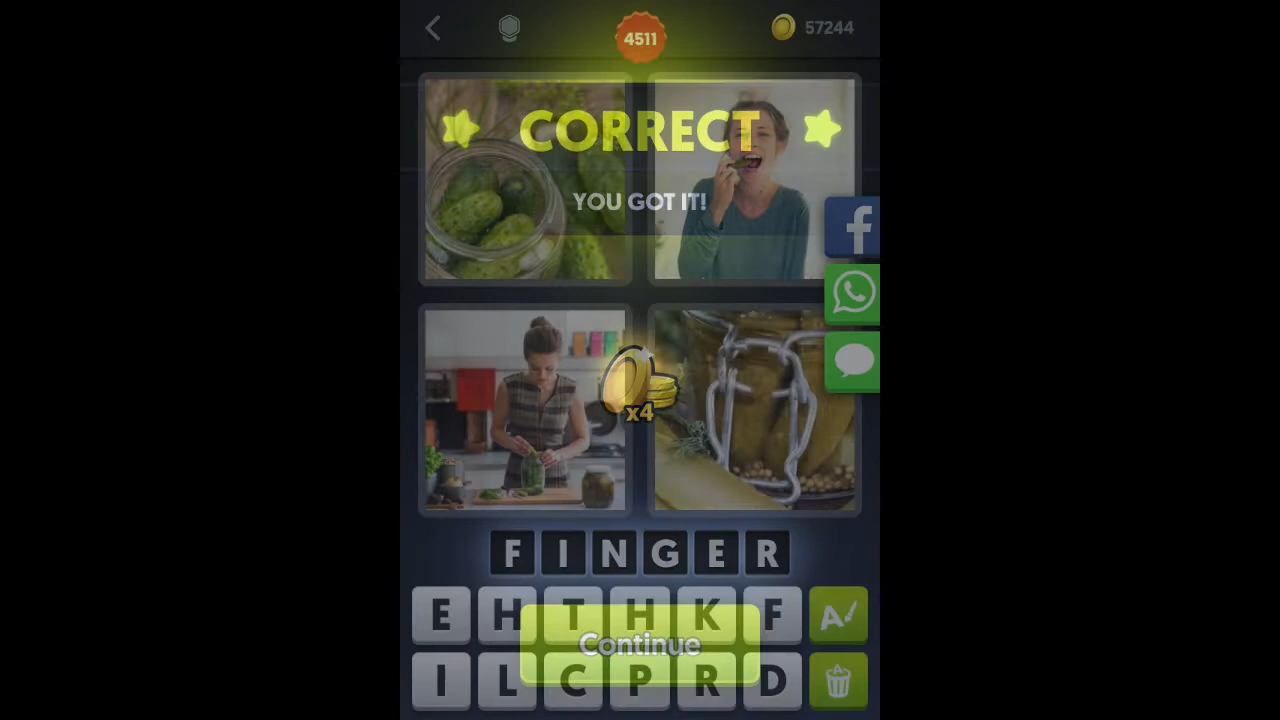 4511
57244
CORRECT
YOU GOT IT!
x4
F I N G E R
E H T H K F
Continue
I L C P R D